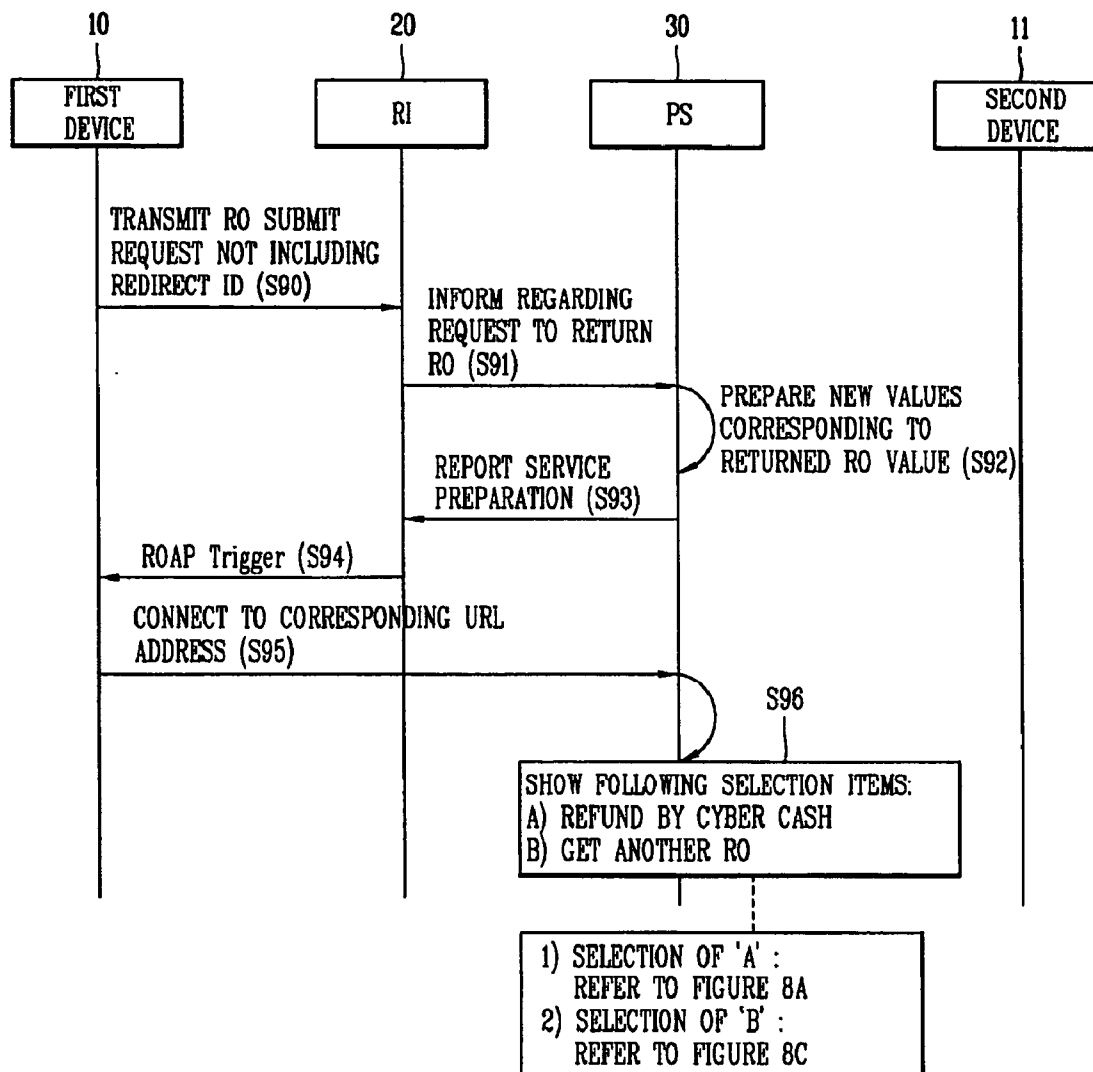 10
20
30
11
FIRST
DEVICE
RI
PS
SECOND
DEVICE
TRANSMIT RO SUBMIT
REQUEST NOT INCLUDING
REDIRECT ID (S90)
INFORM REGARDING
REQUEST TO RETURN
RO (S91)
PREPARE NEW VALUES
CORRESPONDING TO
RETURNED RO VALUE (S92)
REPORT SERVICE
PREPARATION (S93)
ROAP Trigger (S94)
CONNECT TO CORRESPONDING URL
ADDRESS (S95)
S96
SHOW FOLLOWING SELECTION ITEMS:
A) REFUND BY CYBER CASH
B) GET ANOTHER RO
1) SELECTION OF 'A' :
REFER TO FIGURE 8A
2) SELECTION OF 'B' :
REFER TO FIGURE 8C